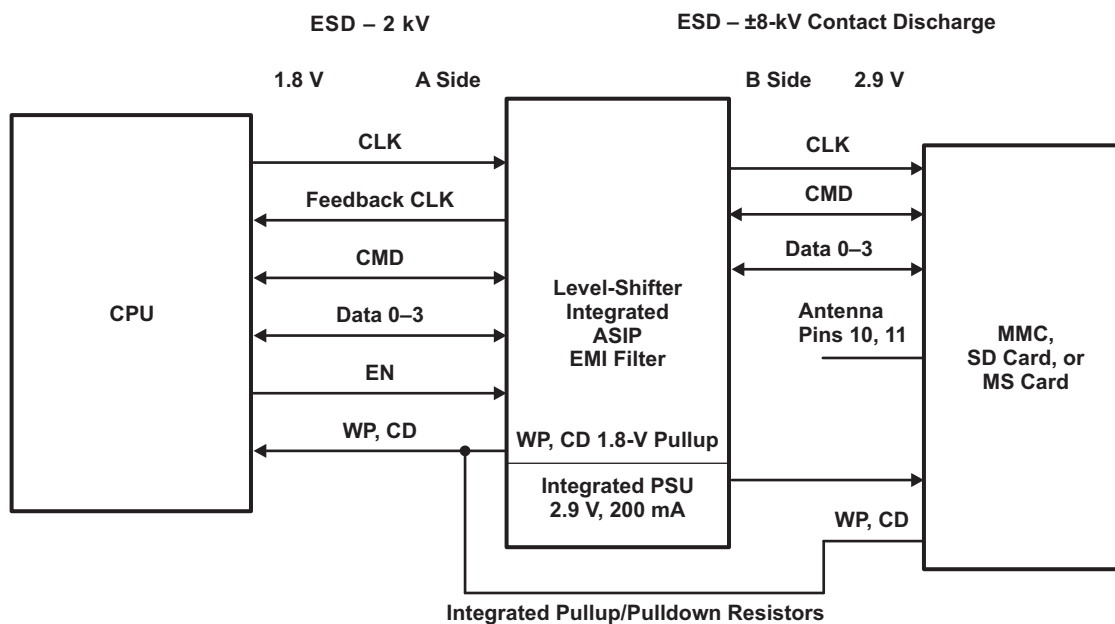 ESD – 2 kV
ESD – ±8-kV Contact Discharge
1.8 V
A Side
B Side
2.9 V
CLK
Feedback CLK
CMD
Data 0–3
EN
WP, CD
CPU
Level-Shifter
Integrated
ASIP
EMI Filter
WP, CD 1.8-V Pullup
Integrated PSU
2.9 V, 200 mA
CLK
CMD
Data 0–3
Antenna
Pins 10, 11
WP, CD
MMC,
SD Card, or
MS Card
Integrated Pullup/Pulldown Resistors